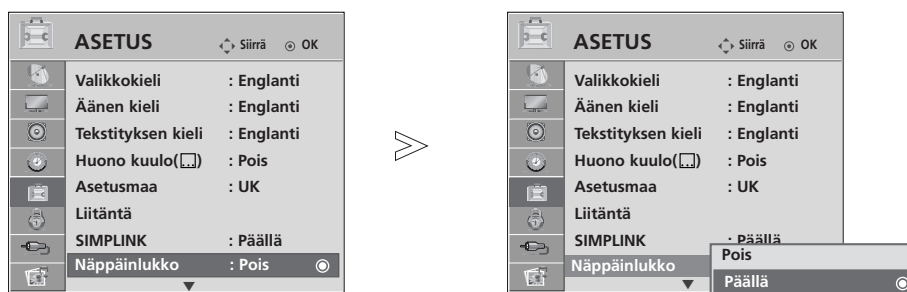 ASETUS Siirrä OK
Valikkokieli : Englanti
Äänen kieli : Englanti
Tekstityksen kieli : Englanti
Huono kuulo( ) : Pois
Asetusmaa : UK
Liitäntä
SIMPLINK : Päällä
Näppäinlukko : Pois
ASETUS Siirrä OK
Valikkokieli : Englanti
Äänen kieli : Englanti
Tekstityksen kieli : Englanti
Huono kuulo( ) : Pois
Asetusmaa : UK
Liitäntä
SIMPLINK : Päällä
Näppäinlukko
Pois
Päällä